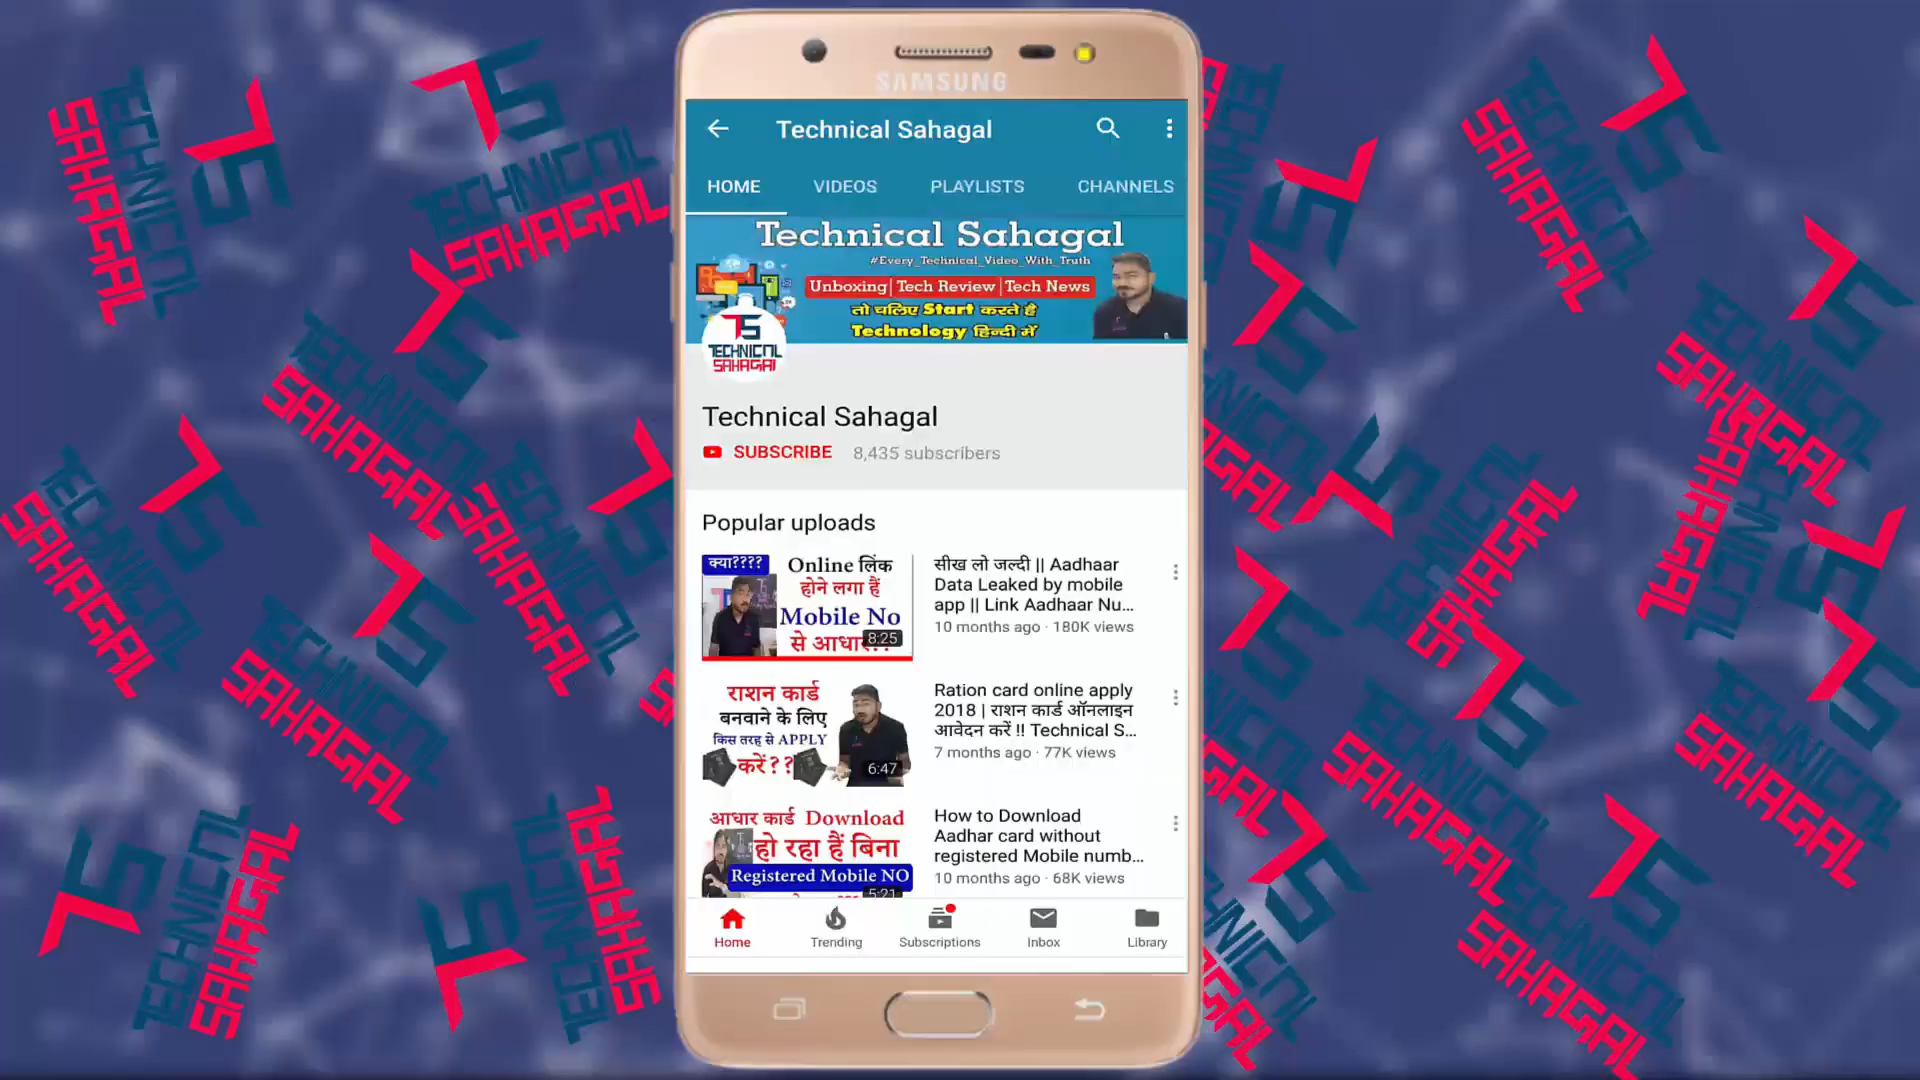 SAMSUNG
Technical Sahagal
HOME VIDEOS PLAYLISTS CHANNELS
Technical Sahagal
#Every_Technical_Video_With_Truth
Unboxing| Tech Review |Tech News
तो चलिए Start करते है
Technology हिन्दी में
TS
TECHNICAL
SAHAGAL
Technical Sahagal
SUBSCRIBE 8,435 subscribers
Popular uploads
क्या????
Online लिंक
होने लगा हैं
Mobile No
से आधार??
8:25
सीख लो जल्दी || Aadhaar
Data Leaked by mobile
app || Link Aadhaar Nu...
10 months ago · 180K views
राशन कार्ड
बनवाने के लिए
किस तरह से APPLY
करें??
6:47
Ration card online apply
2018 | राशन कार्ड ऑनलाइन
आवेदन करें !! Technical S...
7 months ago · 77K views
आधार कार्ड Download
हो रहा हैं बिना
Registered Mobile NO
5:21
How to Download
Aadhar card without
registered Mobile numb...
10 months ago · 68K views
Home Trending Subscriptions Inbox Library